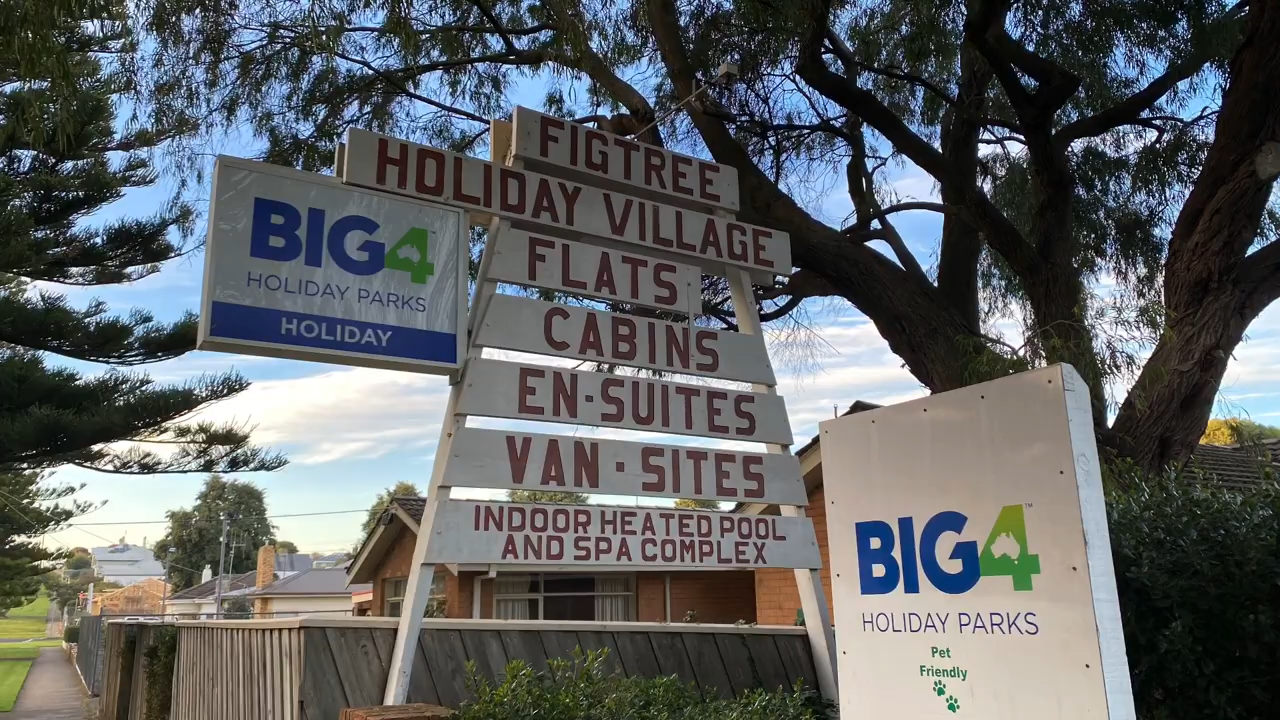 FIGTREE
HOLIDAY VILLAGE
FLATS
CABINS
EN-SUITES
VAN-SITES
INDOOR HEATED POOL
AND SPA COMPLEX
BIG4
HOLIDAY PARKS
HOLIDAY
BIG4™
HOLIDAY PARKS
Pet
Friendly